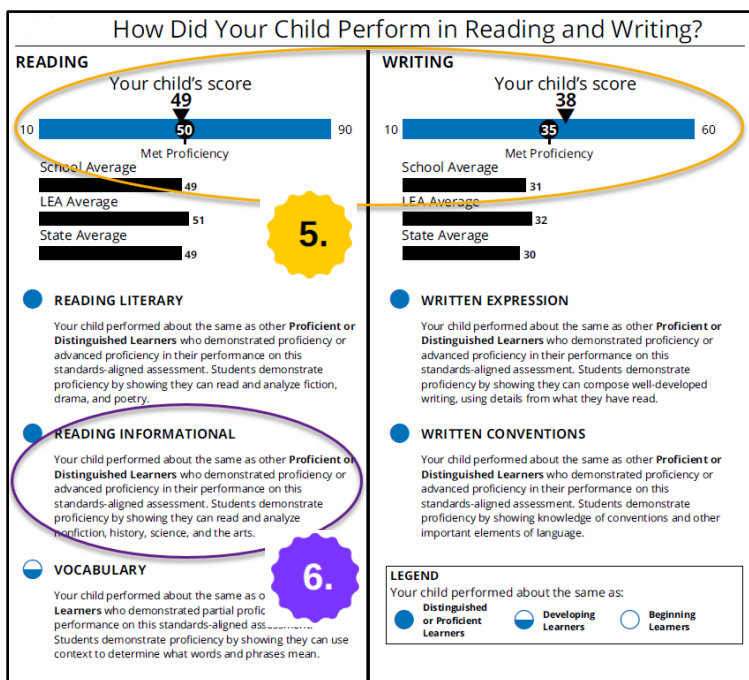 How Did Your Child Perform in Reading and Writing?
READING
Your child's score
49
10
50
90
Met Proficiency
School Average
49
LEA Average
51
State Average
49
5.
READING LITERARY
Your child performed about the same as other Proficient or
Distinguished Learners who demonstrated proficiency or
advanced proficiency in their performance on this
standards-aligned assessment. Students demonstrate
proficiency by showing they can read and analyze fiction,
drama, and poetry.
READING INFORMATIONAL
Your child performed about the same as other Proficient or
Distinguished Learners who demonstrated proficiency or
advanced proficiency in their performance on this
standards-aligned assessment. Students demonstrate
proficiency by showing they can read and analyze
nonfiction, history, science, and the arts.
6.
VOCABULARY
Your child performed about the same as
Learners who demonstrated partial
performance on this standards-aligned assessment.
Students demonstrate proficiency by showing they can use
context to determine what words and phrases mean.
WRITING
Your child's score
38
10
35
60
Met Proficiency
School Average
31
LEA Average
32
State Average
30
WRITTEN EXPRESSION
Your child performed about the same as other Proficient or
Distinguished Learners who demonstrated proficiency or
advanced proficiency in their performance on this
standards-aligned assessment. Students demonstrate
proficiency by showing they can compose well-developed
writing, using details from what they have read.
WRITTEN CONVENTIONS
Your child performed about the same as other Proficient or
Distinguished Learners who demonstrated proficiency or
advanced proficiency in their performance on this
standards-aligned assessment. Students demonstrate
proficiency by showing knowledge of conventions and other
important elements of language.
LEGEND
Your child performed about the same as:
Distinguished
or Proficient
Learners
Developing
Learners
Beginning
Learners